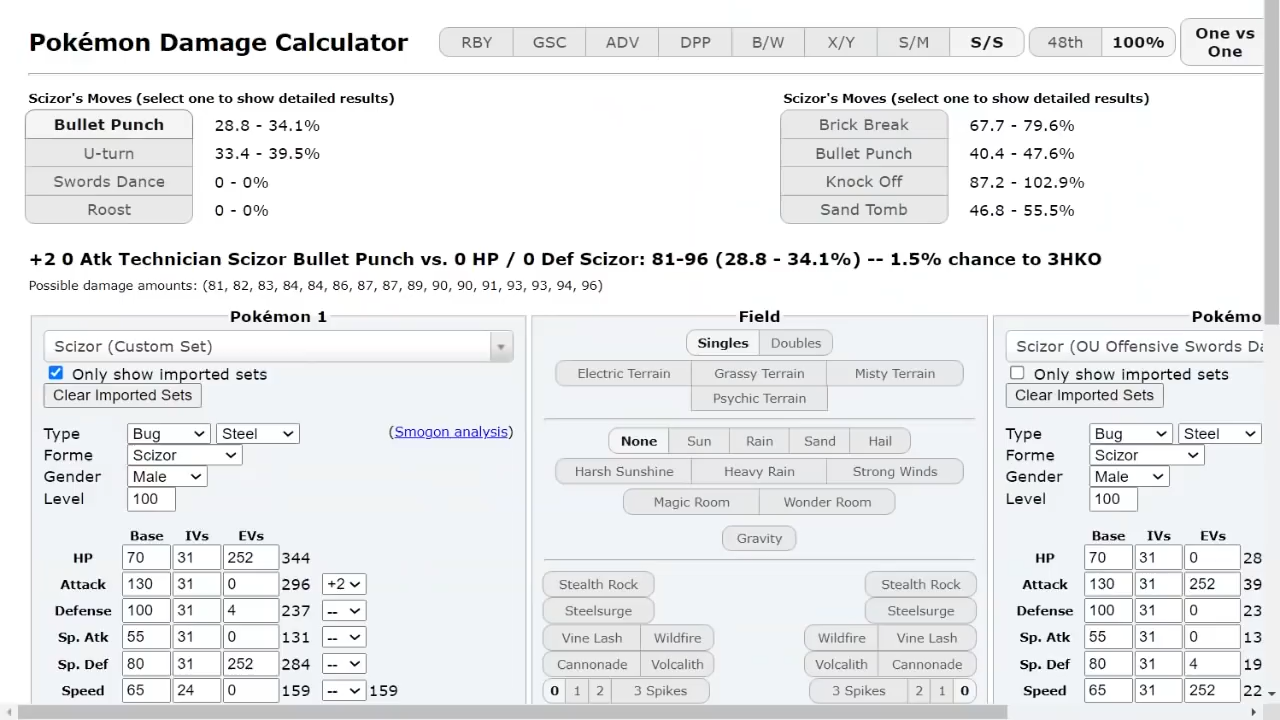 Pokémon Damage Calculator
RBY GSC ADV DPP B/W X/Y S/M S/S 48th 100% One vs One
Scizor's Moves (select one to show detailed results)
Bullet Punch 28.8 - 34.1%
U-turn 33.4 - 39.5%
Swords Dance 0 - 0%
Roost 0 - 0%
Scizor's Moves (select one to show detailed results)
Brick Break 67.7 - 79.6%
Bullet Punch 40.4 - 47.6%
Knock Off 87.2 - 102.9%
Sand Tomb 46.8 - 55.5%
+2 0 Atk Technician Scizor Bullet Punch vs. 0 HP / 0 Def Scizor: 81-96 (28.8 - 34.1%) -- 1.5% chance to 3HKO
Possible damage amounts: (81, 82, 83, 84, 84, 86, 87, 87, 89, 90, 90, 91, 93, 93, 94, 96)
Pokémon 1
Scizor (Custom Set)
Only show imported sets
Clear Imported Sets
Type Bug Steel (Smogon analysis)
Forme Scizor
Gender Male
Level 100
Base IVs EVs
HP 70 31 252 344
Attack 130 31 0 296 +2
Defense 100 31 4 237 --
Sp. Atk 55 31 0 131 --
Sp. Def 80 31 252 284 --
Speed 65 24 0 159 -- 159
Field
Singles Doubles
Electric Terrain Grassy Terrain Misty Terrain
Psychic Terrain
None Sun Rain Sand Hail
Harsh Sunshine Heavy Rain Strong Winds
Magic Room Wonder Room
Gravity
Stealth Rock Stealth Rock
Steelsurge Steelsurge
Vine Lash Wildfire Wildfire Vine Lash
Cannonade Volcalith Volcalith Cannonade
0 1 2 3 Spikes 3 Spikes 2 1 0
Pokémo
Scizor (OU Offensive Swords Da
Only show imported sets
Clear Imported Sets
Type Bug Steel
Forme Scizor
Gender Male
Level 100
Base IVs EVs
HP 70 31 0 28
Attack 130 31 252 39
Defense 100 31 0 23
Sp. Atk 55 31 0 13
Sp. Def 80 31 4 19
Speed 65 31 252 22